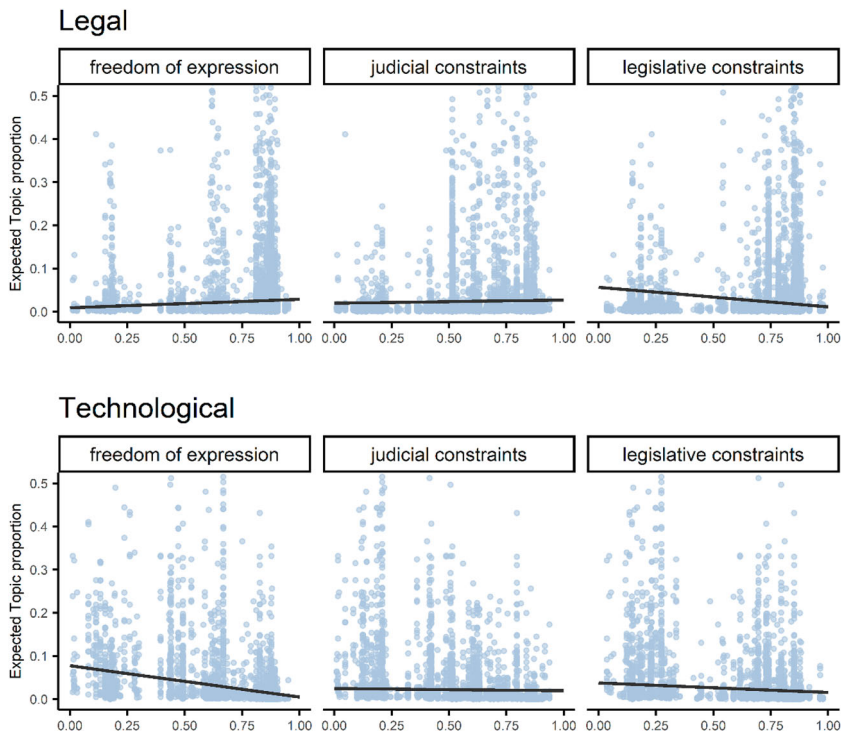 Legal
freedom of expression
judicial constraints
legislative constraints
Expected Topic proportion
0.5
0.4
0.3
0.2
0.1
0.0
0.00 0.25 0.50 0.75 1.00
0.00 0.25 0.50 0.75 1.00
0.00 0.25 0.50 0.75 1.00
Technological
freedom of expression
judicial constraints
legislative constraints
Expected Topic proportion
0.5
0.4
0.3
0.2
0.1
0.0
0.00 0.25 0.50 0.75 1.00
0.00 0.25 0.50 0.75 1.00
0.00 0.25 0.50 0.75 1.00